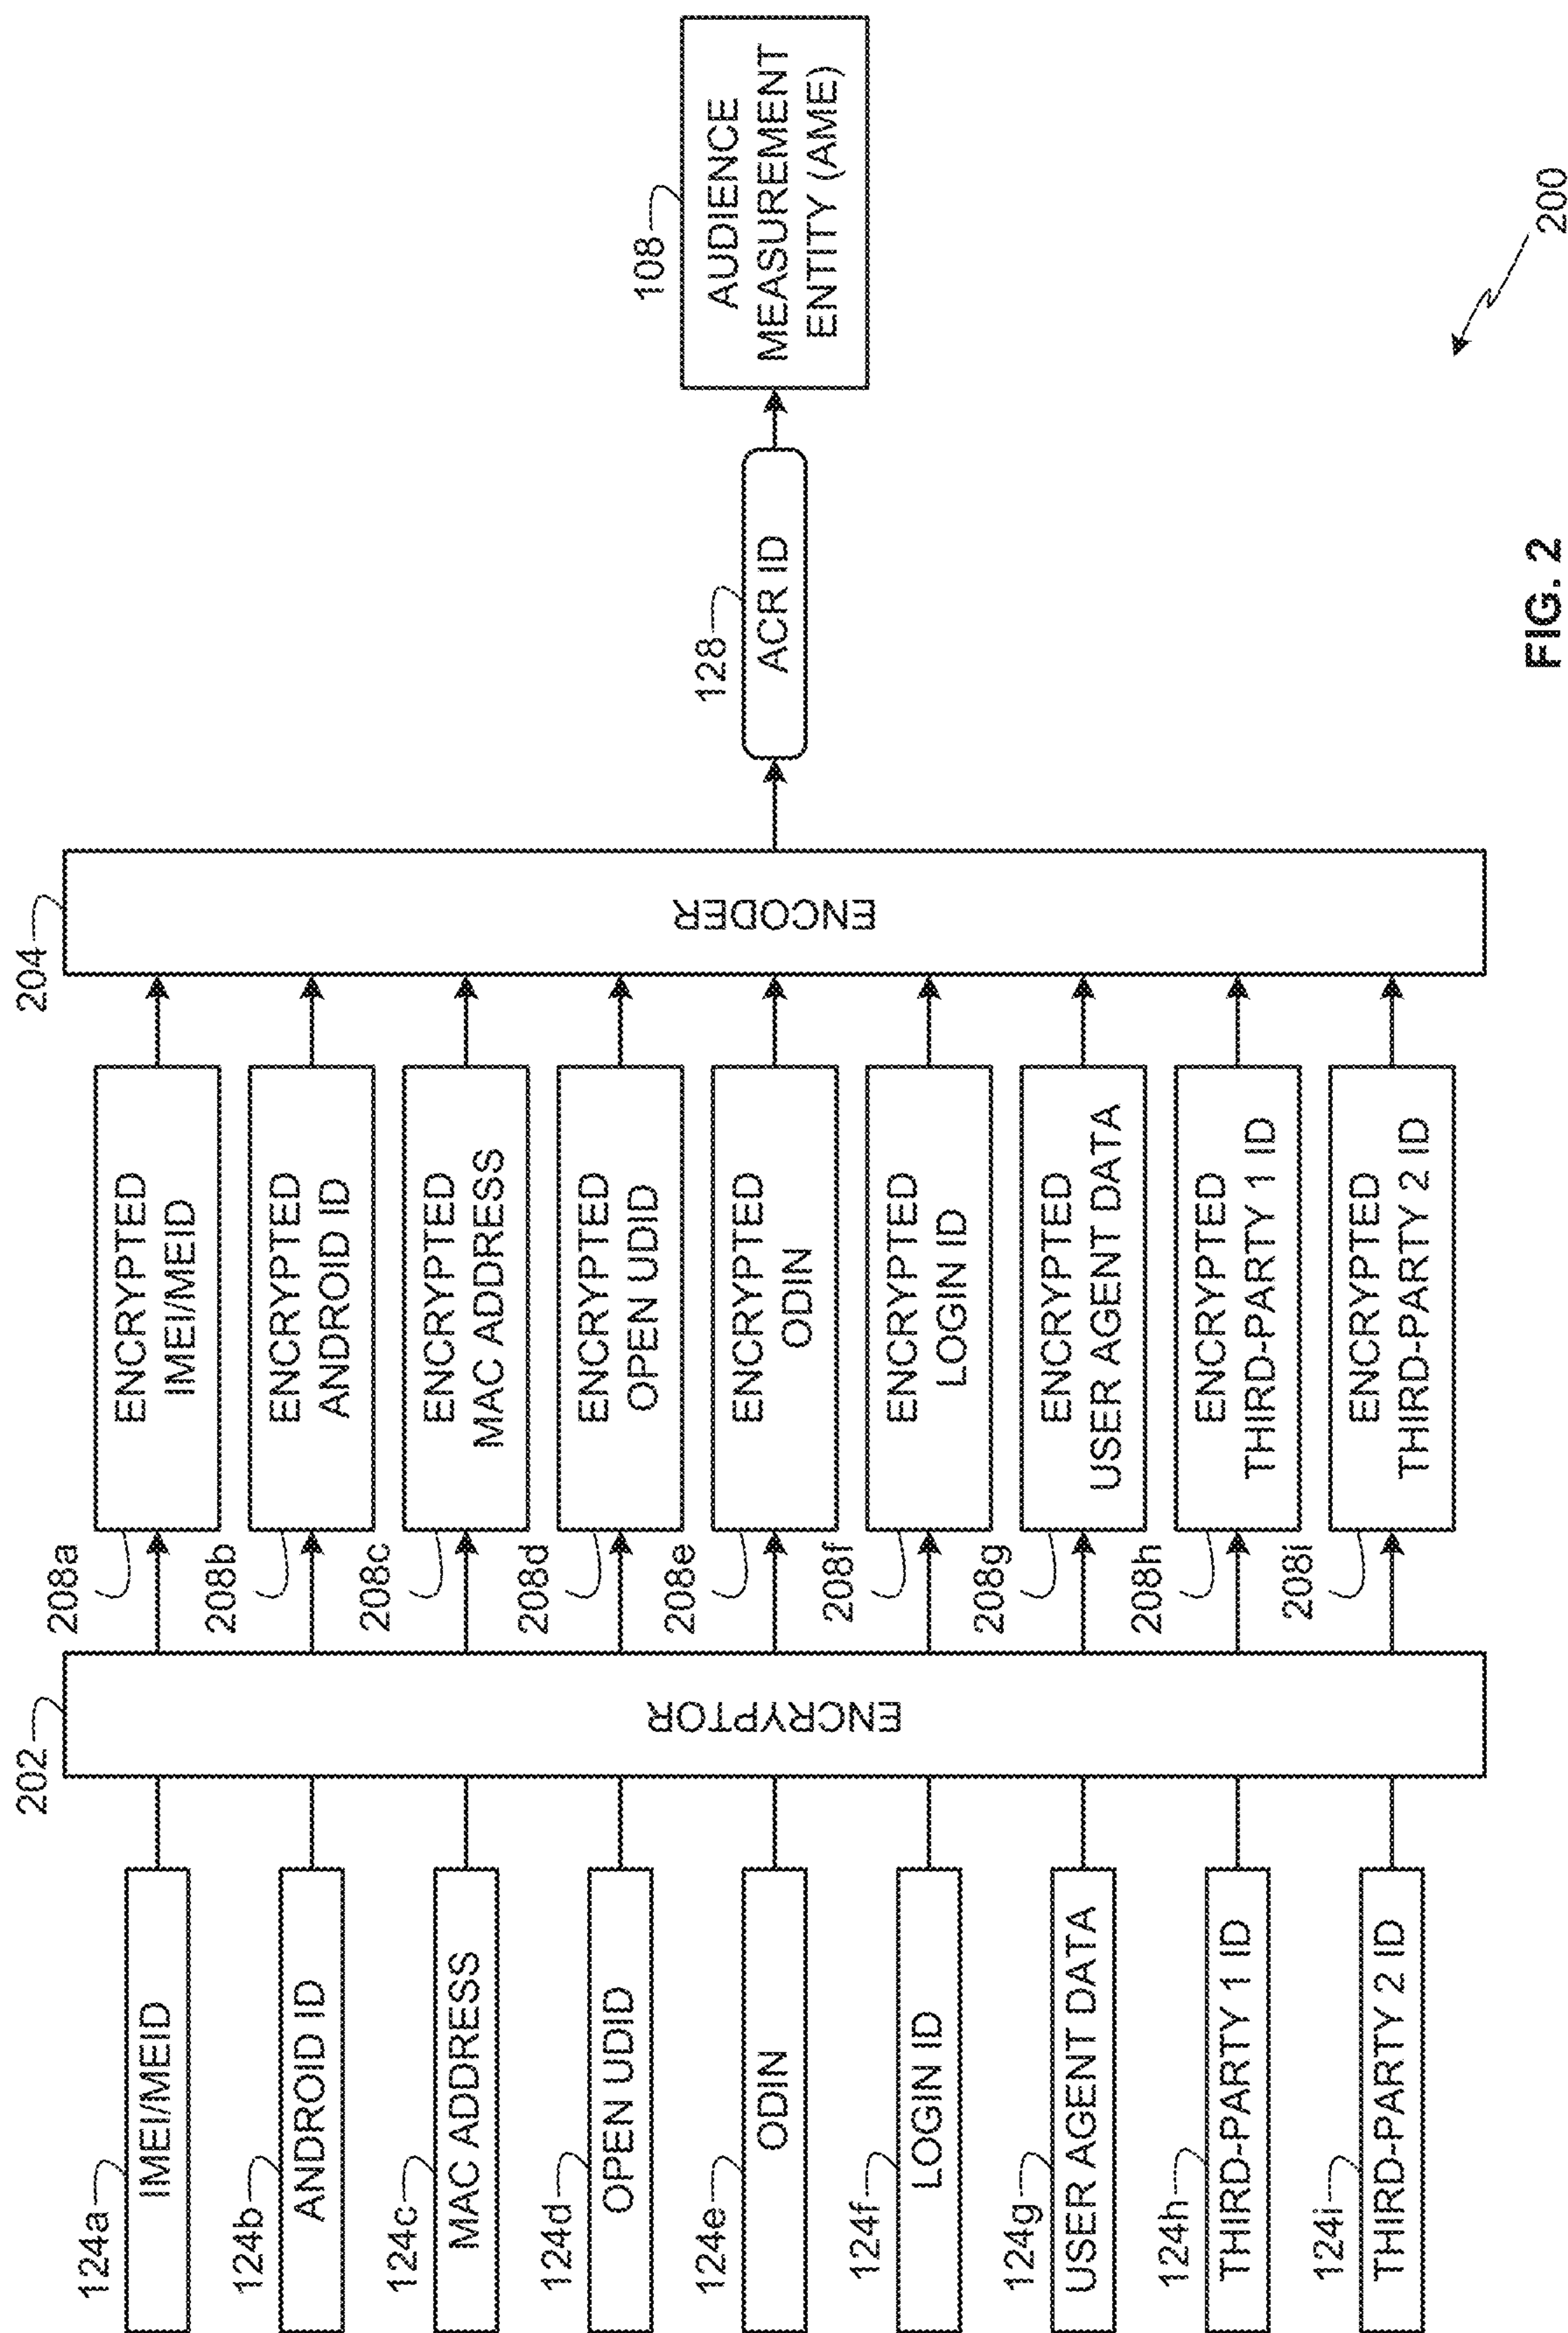 124a
IMEI/MEID
124b
ANDROID ID
124c
MAC ADDRESS
124d
OPEN UDID
124e
ODIN
124f
LOGIN ID
124g
USER AGENT DATA
124h
THIRD-PARTY 1 ID
124i
THIRD-PARTY 2 ID
202
ENCRYPTOR
208a
ENCRYPTED
IMEI/MEID
208b
ENCRYPTED
ANDROID ID
208c
ENCRYPTED
MAC ADDRESS
208d
ENCRYPTED
OPEN UDID
208e
ENCRYPTED
ODIN
208f
ENCRYPTED
LOGIN ID
208g
ENCRYPTED
USER AGENT DATA
208h
ENCRYPTED
THIRD-PARTY 1 ID
208i
ENCRYPTED
THIRD-PARTY 2 ID
204
ENCODER
128
ACR ID
108
AUDIENCE
MEASUREMENT
ENTITY (AME)
200
FIG. 2